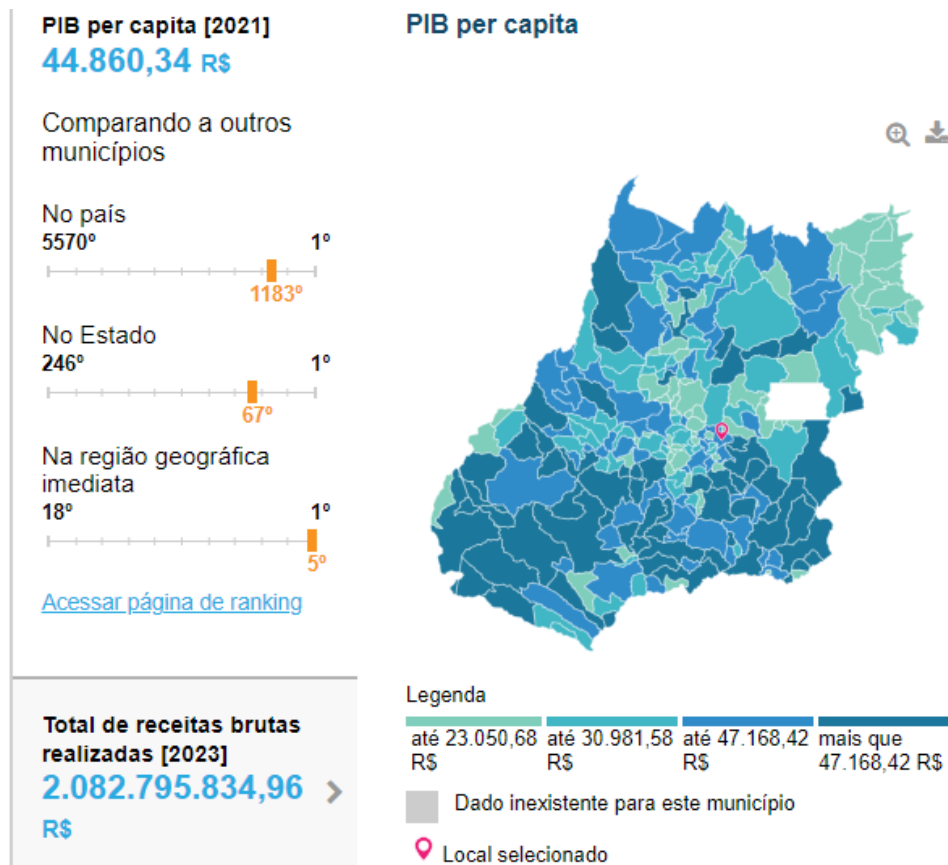 PIB per capita [2021]
44.860,34 R$
Comparando a outros
municípios
No país
5570º 1º
1183º
No Estado
246º 1º
67º
Na região geográfica
imediata
18º 1º
5º
Acessar página de ranking
Total de receitas brutas
realizadas [2023]
2.082.795.834,96
R$
PIB per capita
Legenda
até 23.050,68 R$
até 30.981,58 R$
até 47.168,42 R$
mais que 47.168,42 R$
Dado inexistente para este município
Local selecionado